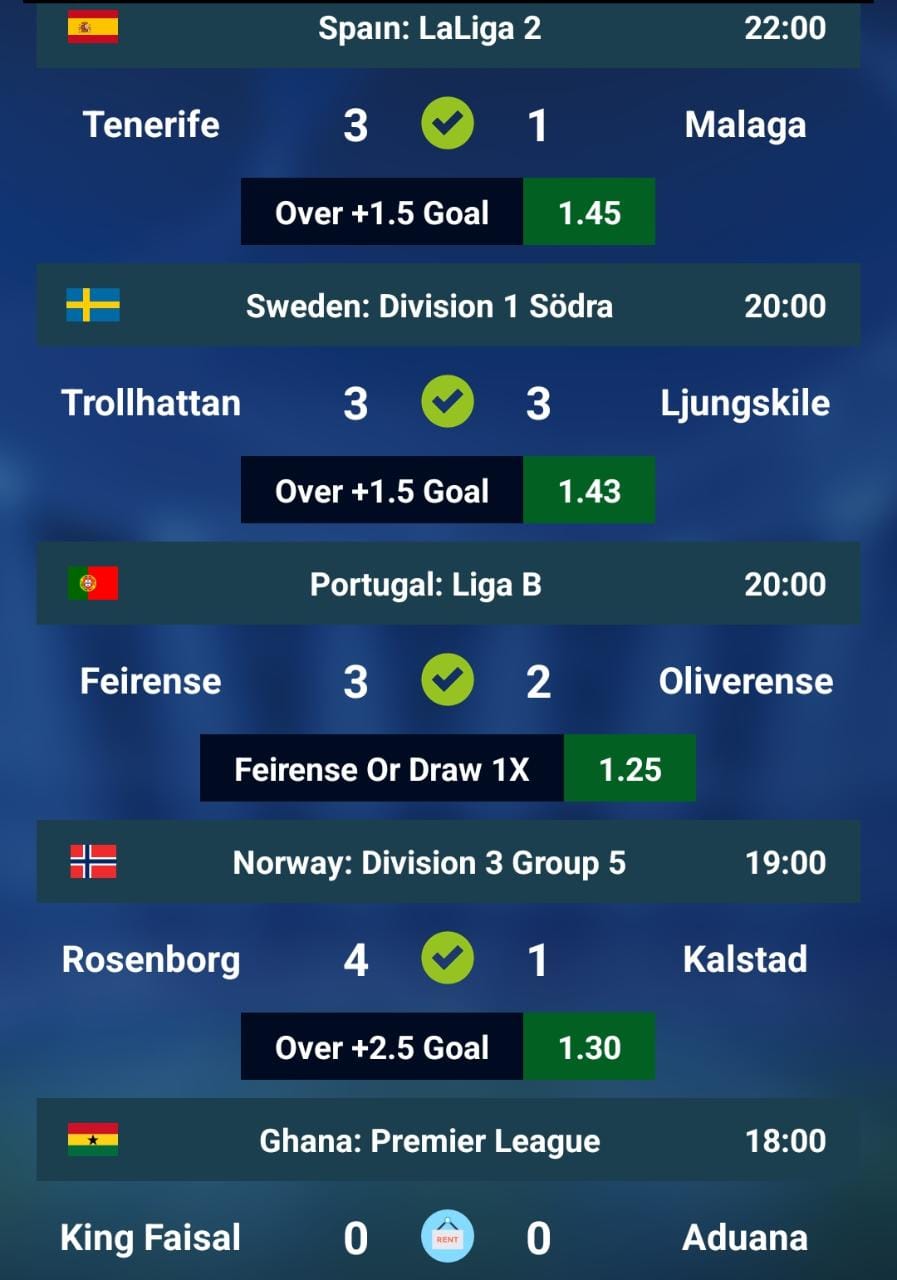 Spain: LaLiga 2 22:00
Tenerife 3 1 Malaga
Over +1.5 Goal 1.45
Sweden: Division 1 Södra 20:00
Trollhattan 3 3 Ljungskile
Over +1.5 Goal 1.43
Portugal: Liga B 20:00
Feirense 3 2 Oliverense
Feirense Or Draw 1X 1.25
Norway: Division 3 Group 5 19:00
Rosenborg 4 1 Kalstad
Over +2.5 Goal 1.30
Ghana: Premier League 18:00
King Faisal 0 RENT 0 Aduana